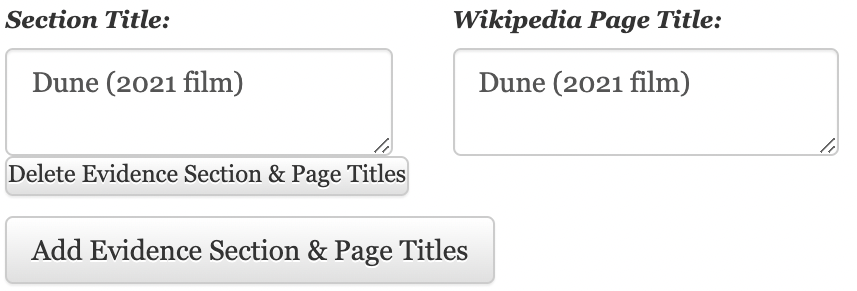 Section Title:
Wikipedia Page Title:
Dune (2021 film)
Dune (2021 film)
Delete Evidence Section & Page Titles
Add Evidence Section & Page Titles